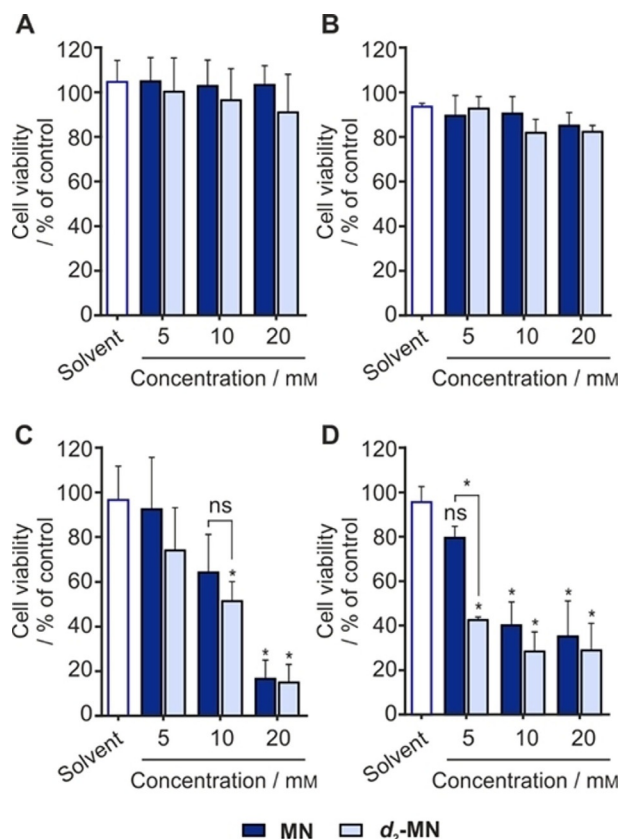 A
B
Cell viability
/ % of control
120
100
80
60
40
20
0
Solvent
5
10
20
Concentration / mM
Cell viability
/ % of control
120
100
80
60
40
20
0
Solvent
5
10
20
Concentration / mM
C
D
Cell viability
/ % of control
120
100
80
60
40
20
0
ns
*
*
*
Solvent
5
10
20
Concentration / mM
Cell viability
/ % of control
120
100
80
60
40
20
0
*
ns
*
*
*
*
*
Solvent
5
10
20
Concentration / mM
MN
d₃-MN